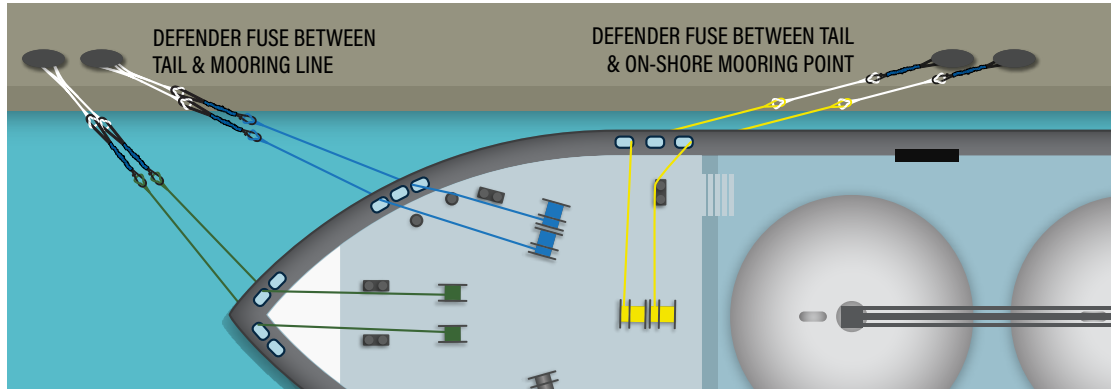 DEFENDER FUSE BETWEEN
TAIL & MOORING LINE
DEFENDER FUSE BETWEEN TAIL
& ON-SHORE MOORING POINT